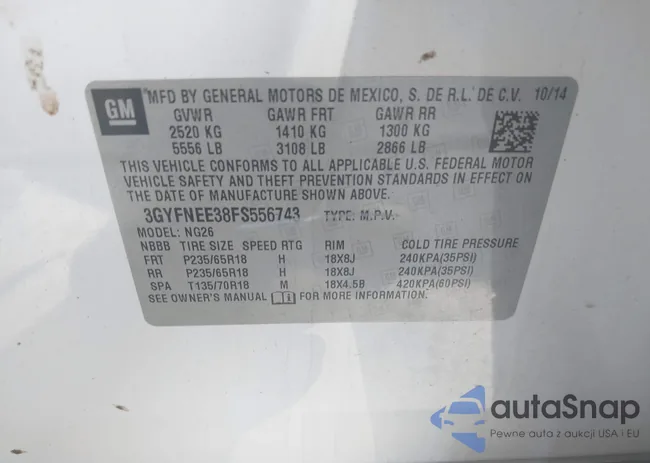 GM
MFD BY GENERAL MOTORS DE MEXICO, S. DE R.L. DE C.V. 10/14
GVWR GAWR FRT GAWR RR
2520 KG 1410 KG 1300 KG
5556 LB 3108 LB 2866 LB
THIS VEHICLE CONFORMS TO ALL APPLICABLE U.S. FEDERAL MOTOR
VEHICLE SAFETY AND THEFT PREVENTION STANDARDS IN EFFECT ON
THE DATE OF MANUFACTURE SHOWN ABOVE.
3GYFNEE38FS556743 TYPE: M.P.V.
MODEL: NG26
NBBB TIRE SIZE SPEED RTG RIM COLD TIRE PRESSURE
FRT P235/65R18 H 18X8J 240KPA(35PSI)
RR P235/65R18 H 18X8J 240KPA(35PSI)
SPA T135/70R18 M 18X4.5B 420KPA(60PSI)
SEE OWNER'S MANUAL i FOR MORE INFORMATION.
autaSnap
Pewne auta z aukcji USA i EU